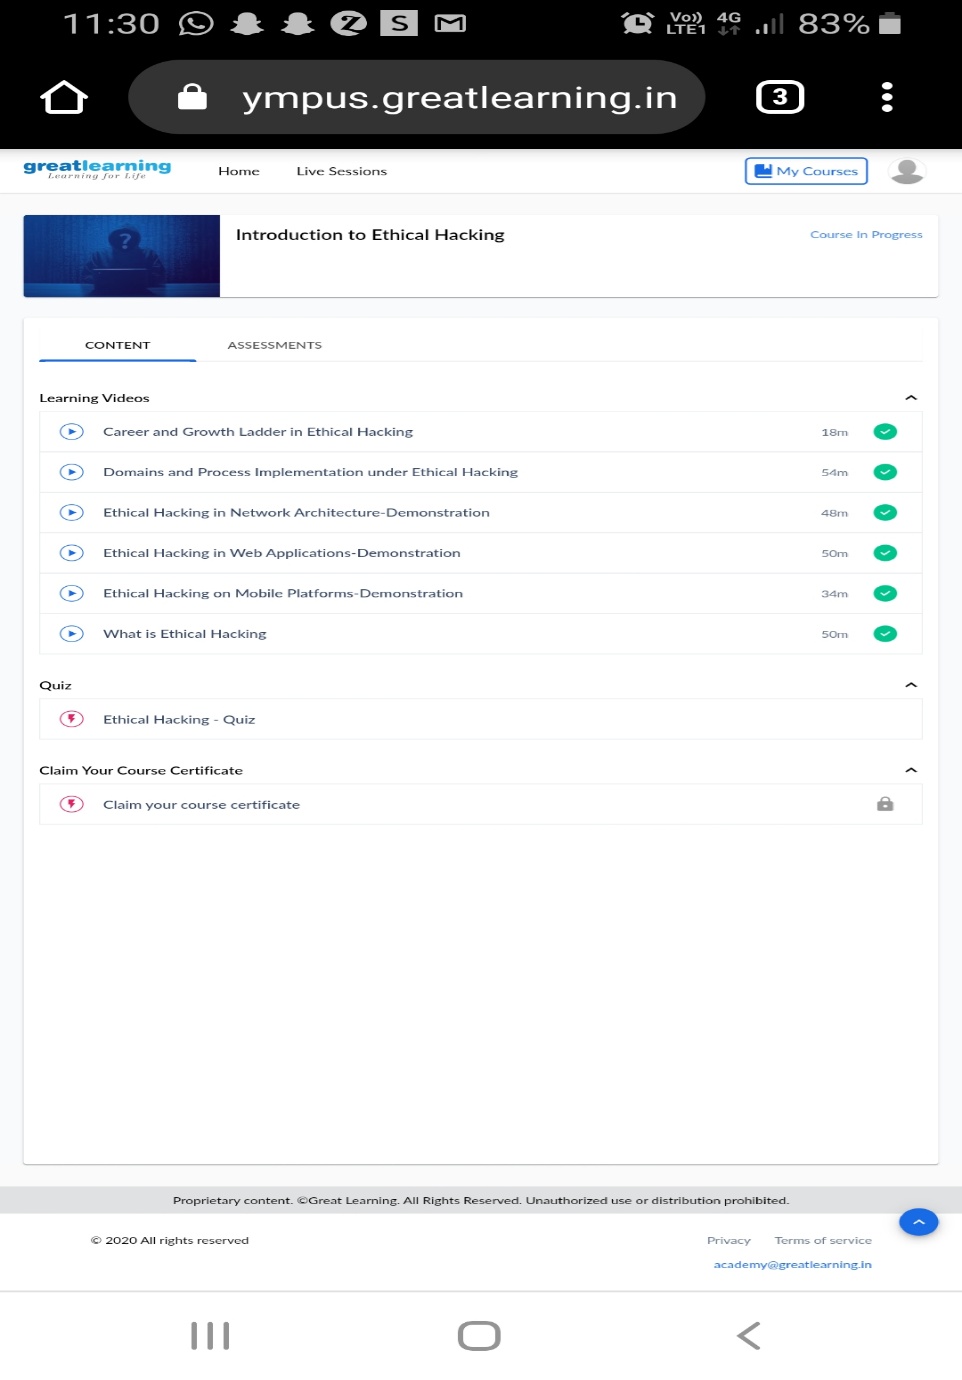 11:30 S Vo)) LTE1 4G 83%
ympus.greatlearning.in 3
greatlearning
Learning for Life
Home Live Sessions My Courses
Introduction to Ethical Hacking Course In Progress
?
CONTENT ASSESSMENTS
Learning Videos
Career and Growth Ladder in Ethical Hacking 18m
Domains and Process Implementation under Ethical Hacking 54m
Ethical Hacking in Network Architecture-Demonstration 48m
Ethical Hacking in Web Applications-Demonstration 50m
Ethical Hacking on Mobile Platforms-Demonstration 34m
What is Ethical Hacking 50m
Quiz
Ethical Hacking - Quiz
Claim Your Course Certificate
Claim your course certificate
Proprietary content. ©Great Learning. All Rights Reserved. Unauthorized use or distribution prohibited.
© 2020 All rights reserved Privacy Terms of service
academy@greatlearning.in